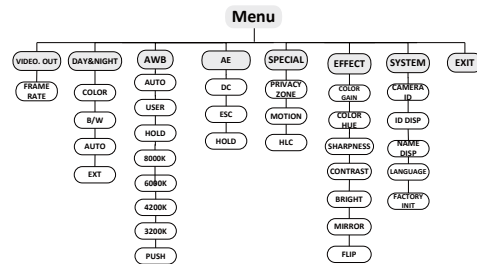 Menu
VIDEO. OUT
FRAME
RATE
DAY&NIGHT
COLOR
B/W
AUTO
EXT
AWB
AUTO
USER
HOLD
8000K
6000K
4200K
3200K
PUSH
AE
DC
ESC
HOLD
SPECIAL
PRIVACY
ZONE
MOTION
HLC
EFFECT
COLOR
GAIN
COLOR
HUE
SHARPNESS
CONTRAST
BRIGHT
MIRROR
FLIP
SYSTEM
CAMERA
ID
ID DISP
NAME
DISP
LANGUAGE
FACTORY
INIT
EXIT